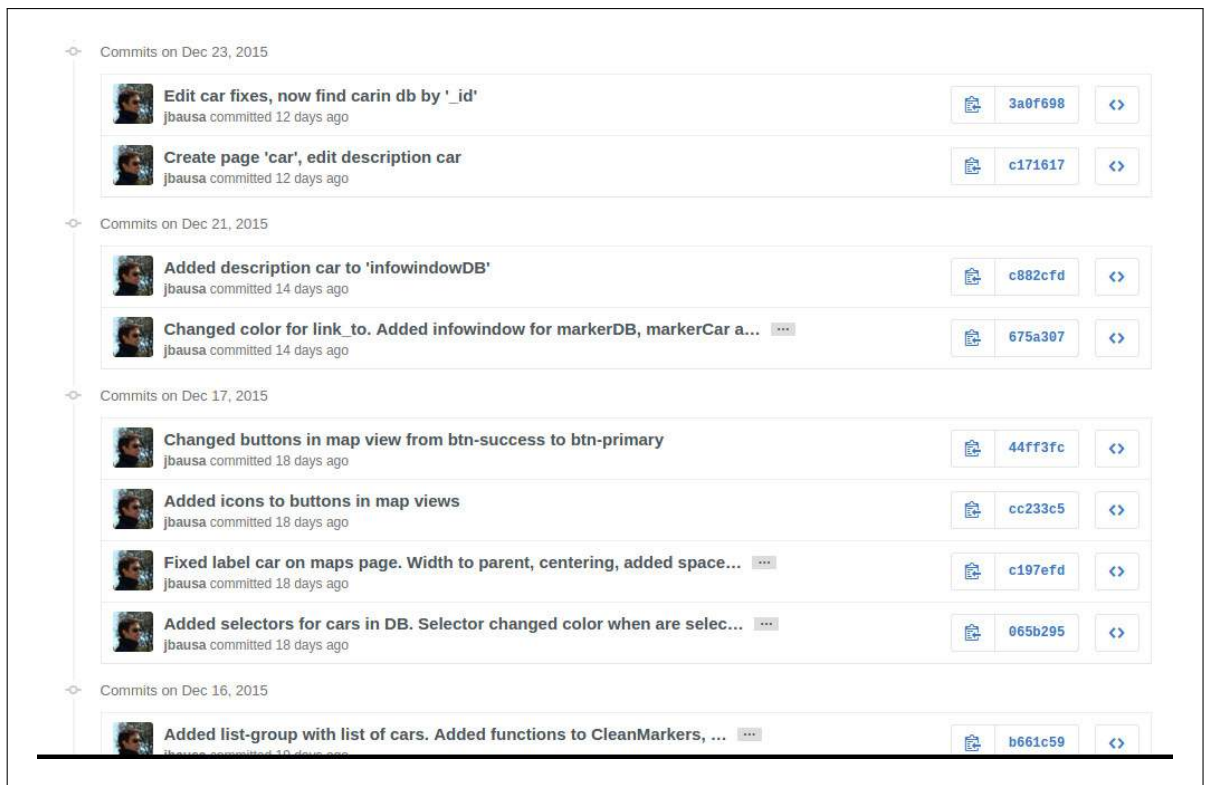 Commits on Dec 23, 2015
Edit car fixes, now find carin db by '_id'
jbausa committed 12 days ago
3a0f698
Create page 'car', edit description car
jbausa committed 12 days ago
c171617
Commits on Dec 21, 2015
Added description car to 'infowindowDB'
jbausa committed 14 days ago
c882cfd
Changed color for link_to. Added infowindow for markerDB, markerCar a…
jbausa committed 14 days ago
675a307
Commits on Dec 17, 2015
Changed buttons in map view from btn-success to btn-primary
jbausa committed 18 days ago
44ff3fc
Added icons to buttons in map views
jbausa committed 18 days ago
cc233c5
Fixed label car on maps page. Width to parent, centering, added space…
jbausa committed 18 days ago
c197efd
Added selectors for cars in DB. Selector changed color when are selec…
jbausa committed 18 days ago
065b295
Commits on Dec 16, 2015
Added list-group with list of cars. Added functions to CleanMarkers, …
jbausa committed 19 days ago
b661c59